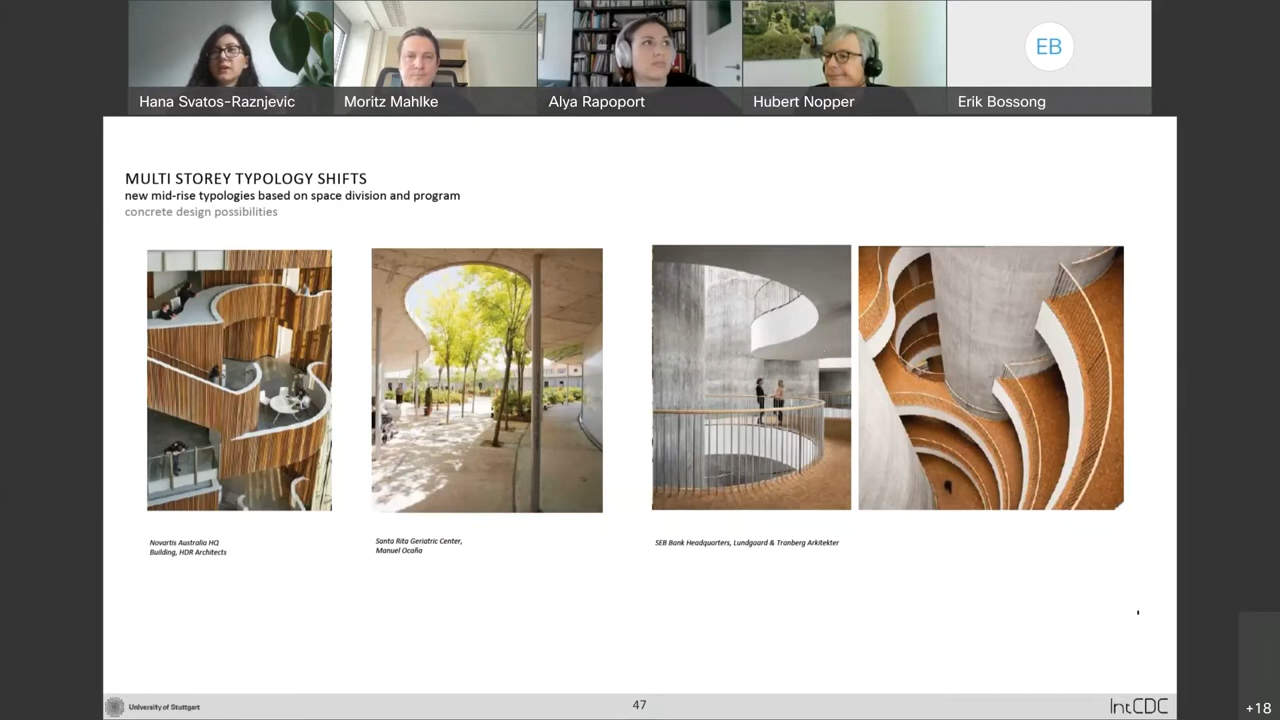 Hana Svatos-Raznjevic
Moritz Mahlke
Alya Rapoport
Hubert Nopper
EB
Erik Bossong
MULTI STOREY TYPOLOGY SHIFTS
new mid-rise typologies based on space division and program
concrete design possibilities
Novartis Australia HQ
Building, HDR Architects
Santa Rita Geriatric Center,
Manuel Ocaña
SEB Bank Headquarters, Lundgaard & Tranberg Arkitekter
University of Stuttgart
47
IntCDC
+18